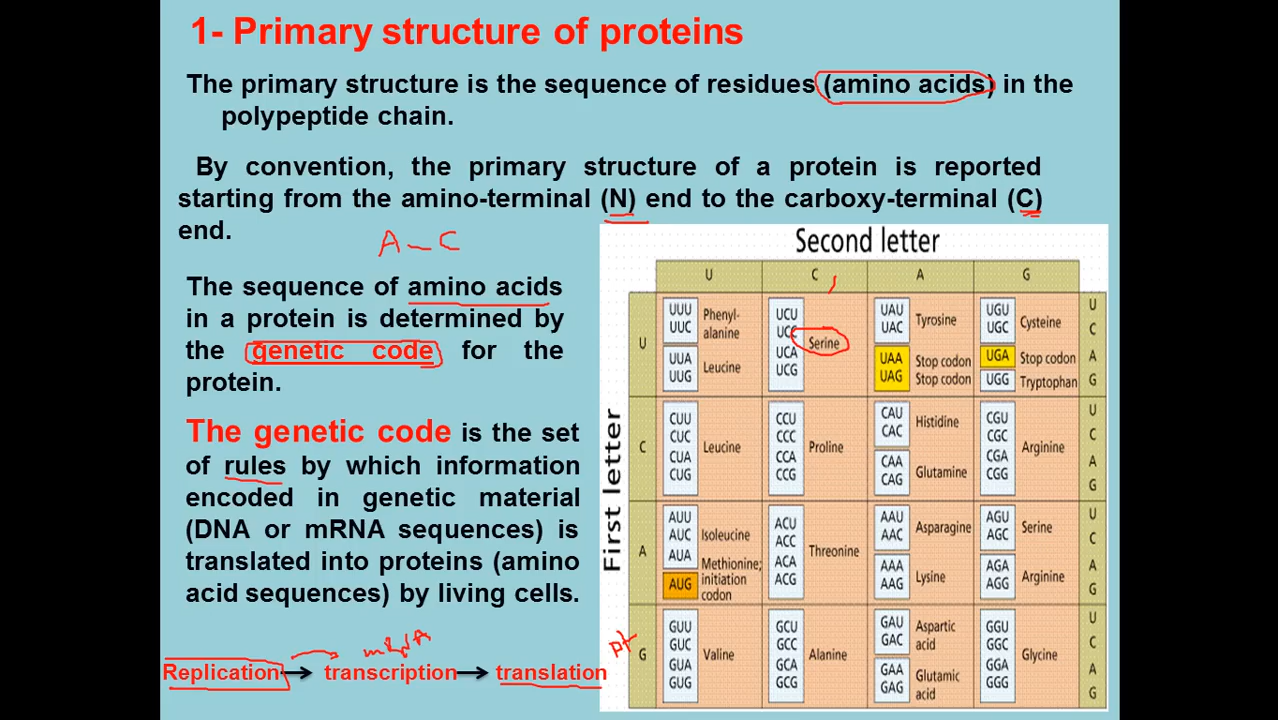 1- Primary structure of proteins
The primary structure is the sequence of residues (amino acids) in the
polypeptide chain.
By convention, the primary structure of a protein is reported
starting from the amino-terminal (N) end to the carboxy-terminal (C)
end.
A – C
The sequence of amino acids
in a protein is determined by
the genetic code for the
protein.
The genetic code is the set
of rules by which information
encoded in genetic material
(DNA or mRNA sequences) is
translated into proteins (amino
acid sequences) by living cells.
mRNA
Replication → transcription → translation
pt
Second letter
U C A G
First letter
U
UUU
UUC
Phenyl-
alanine
UUA
UUG
Leucine
UCU
UCC
UCA
UCG
Serine
UAU
UAC
Tyrosine
UAA
UAG
Stop codon
Stop codon
UGU
UGC
Cysteine
UGA
Stop codon
UGG
Tryptophan
U
C
A
G
C
CUU
CUC
CUA
CUG
Leucine
CCU
CCC
CCA
CCG
Proline
CAU
CAC
Histidine
CAA
CAG
Glutamine
CGU
CGC
CGA
CGG
Arginine
U
C
A
G
A
AUU
AUC
AUA
Isoleucine
AUG
Methionine;
initiation
codon
ACU
ACC
ACA
ACG
Threonine
AAU
AAC
Asparagine
AAA
AAG
Lysine
AGU
AGC
Serine
AGA
AGG
Arginine
U
C
A
G
G
GUU
GUC
GUA
GUG
Valine
GCU
GCC
GCA
GCG
Alanine
GAU
GAC
Aspartic
acid
GAA
GAG
Glutamic
acid
GGU
GGC
GGA
GGG
Glycine
U
C
A
G